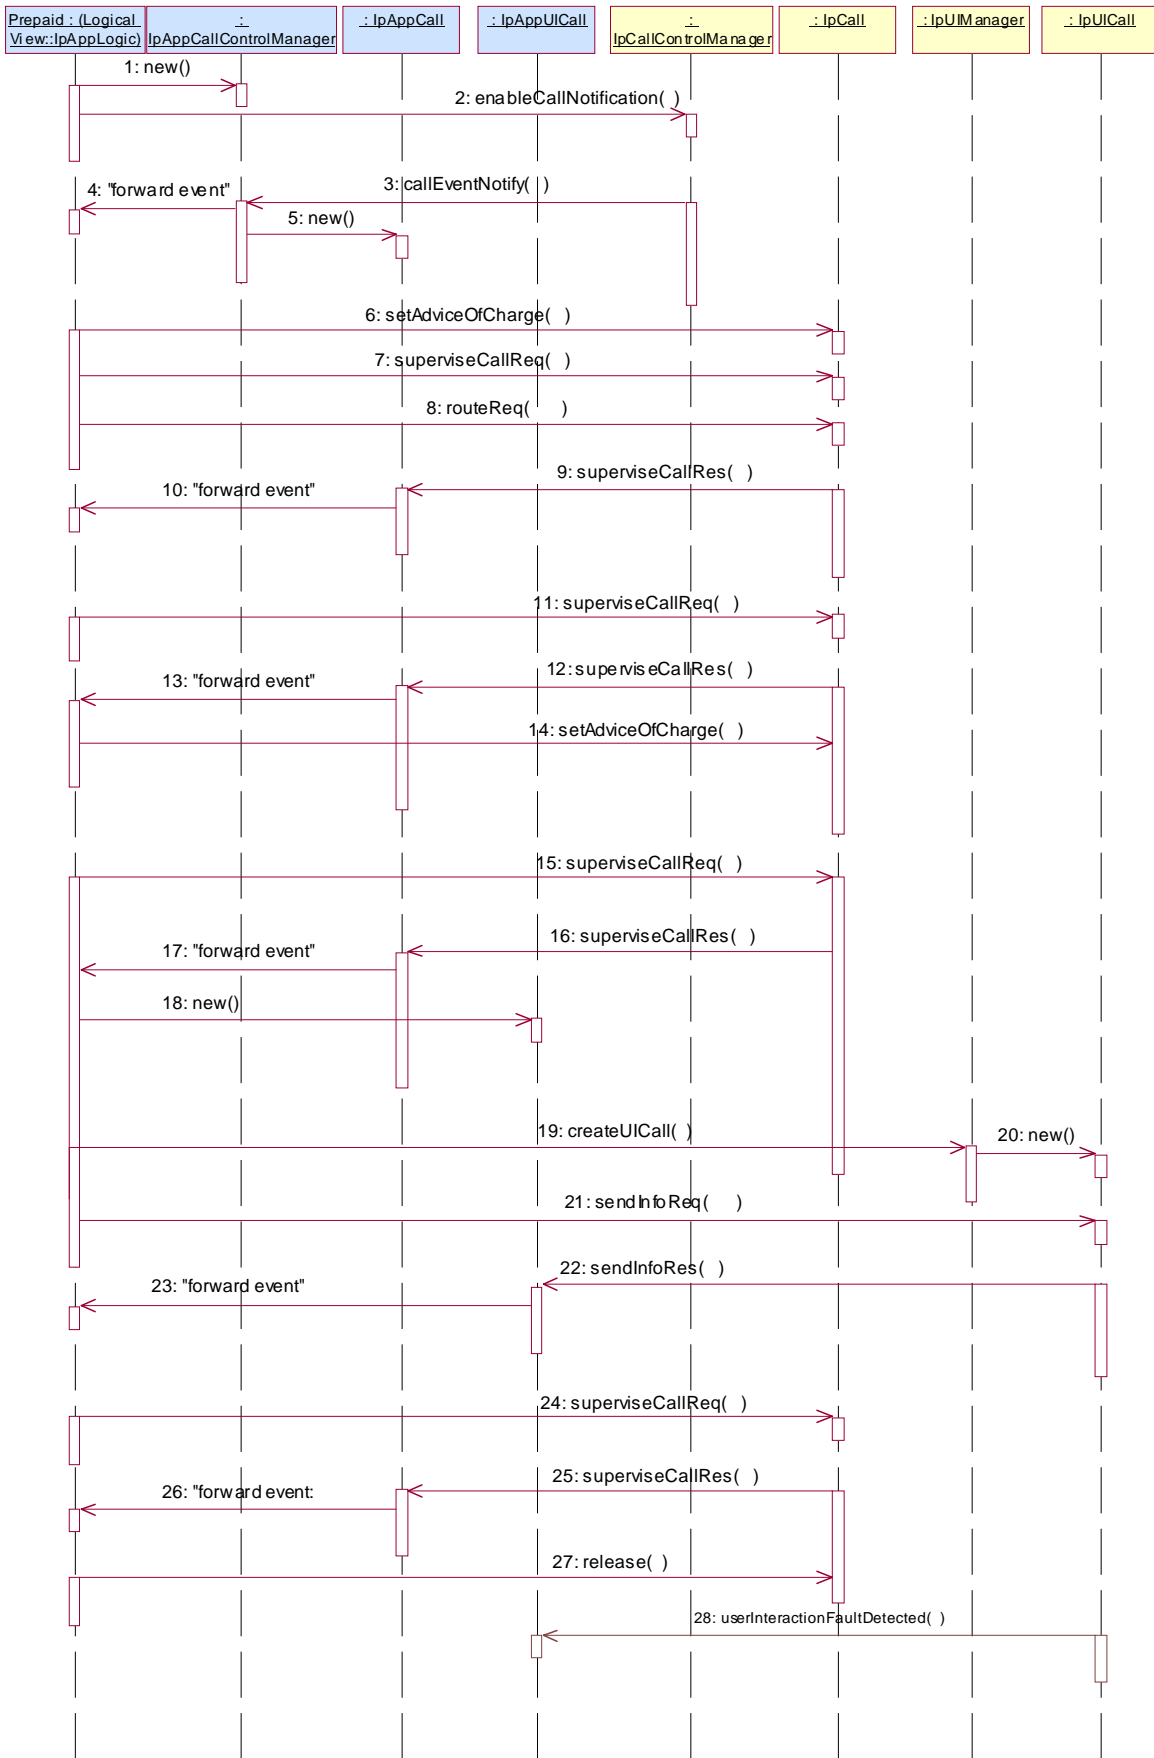 Prepaid : (Logical
View::IpAppLogic)
:
IpAppCallControlManager
: IpAppCall
: IpAppUICall
:
IpCallControlManager
: IpCall
: IpUIManager
: IpUICall
1: new()
2: enableCallNotification( )
3: callEventNotify( )
4: "forward event"
5: new()
6: setAdviceOfCharge( )
7: superviseCallReq( )
8: routeReq( )
9: superviseCallRes( )
10: "forward event"
11: superviseCallReq( )
12: superviseCallRes( )
13: "forward event"
14: setAdviceOfCharge( )
15: superviseCallReq( )
16: superviseCallRes( )
17: "forward event"
18: new()
19: createUICall( )
20: new()
21: sendInfoReq( )
22: sendInfoRes( )
23: "forward event"
24: superviseCallReq( )
25: superviseCallRes( )
26: "forward event:
27: release( )
28: userInteractionFaultDetected( )